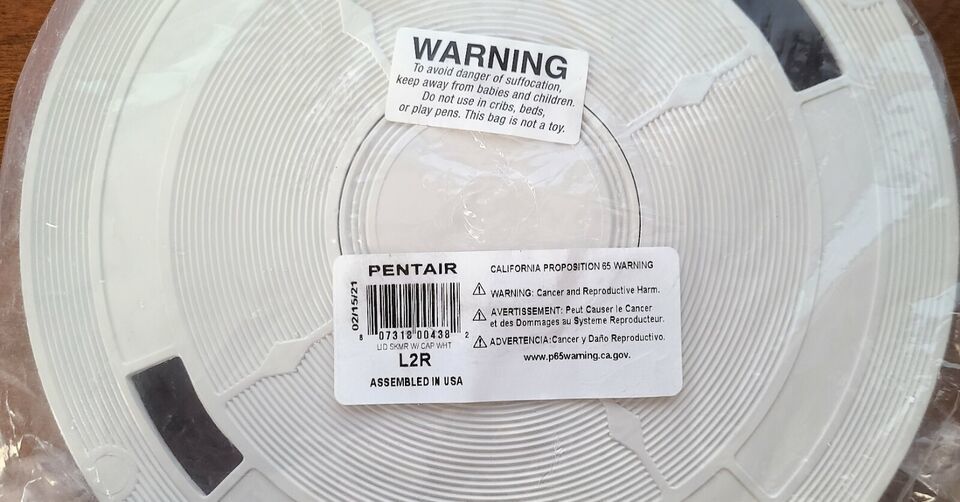 WARNING
To avoid danger of suffocation,
keep away from babies and children.
Do not use in cribs, beds,
or play pens. This bag is not a toy.
PENTAIR
02/15/21
8 07318 00438 2
LID SKMR W/ CAP WHT
L2R
ASSEMBLED IN USA
CALIFORNIA PROPOSITION 65 WARNING
WARNING: Cancer and Reproductive Harm.
AVERTISSEMENT: Peut Causer le Cancer
et des Dommages au Systeme Reproducteur.
ADVERTENCIA: Cancer y Daño Reproductivo.
www.p65warning.ca.gov.